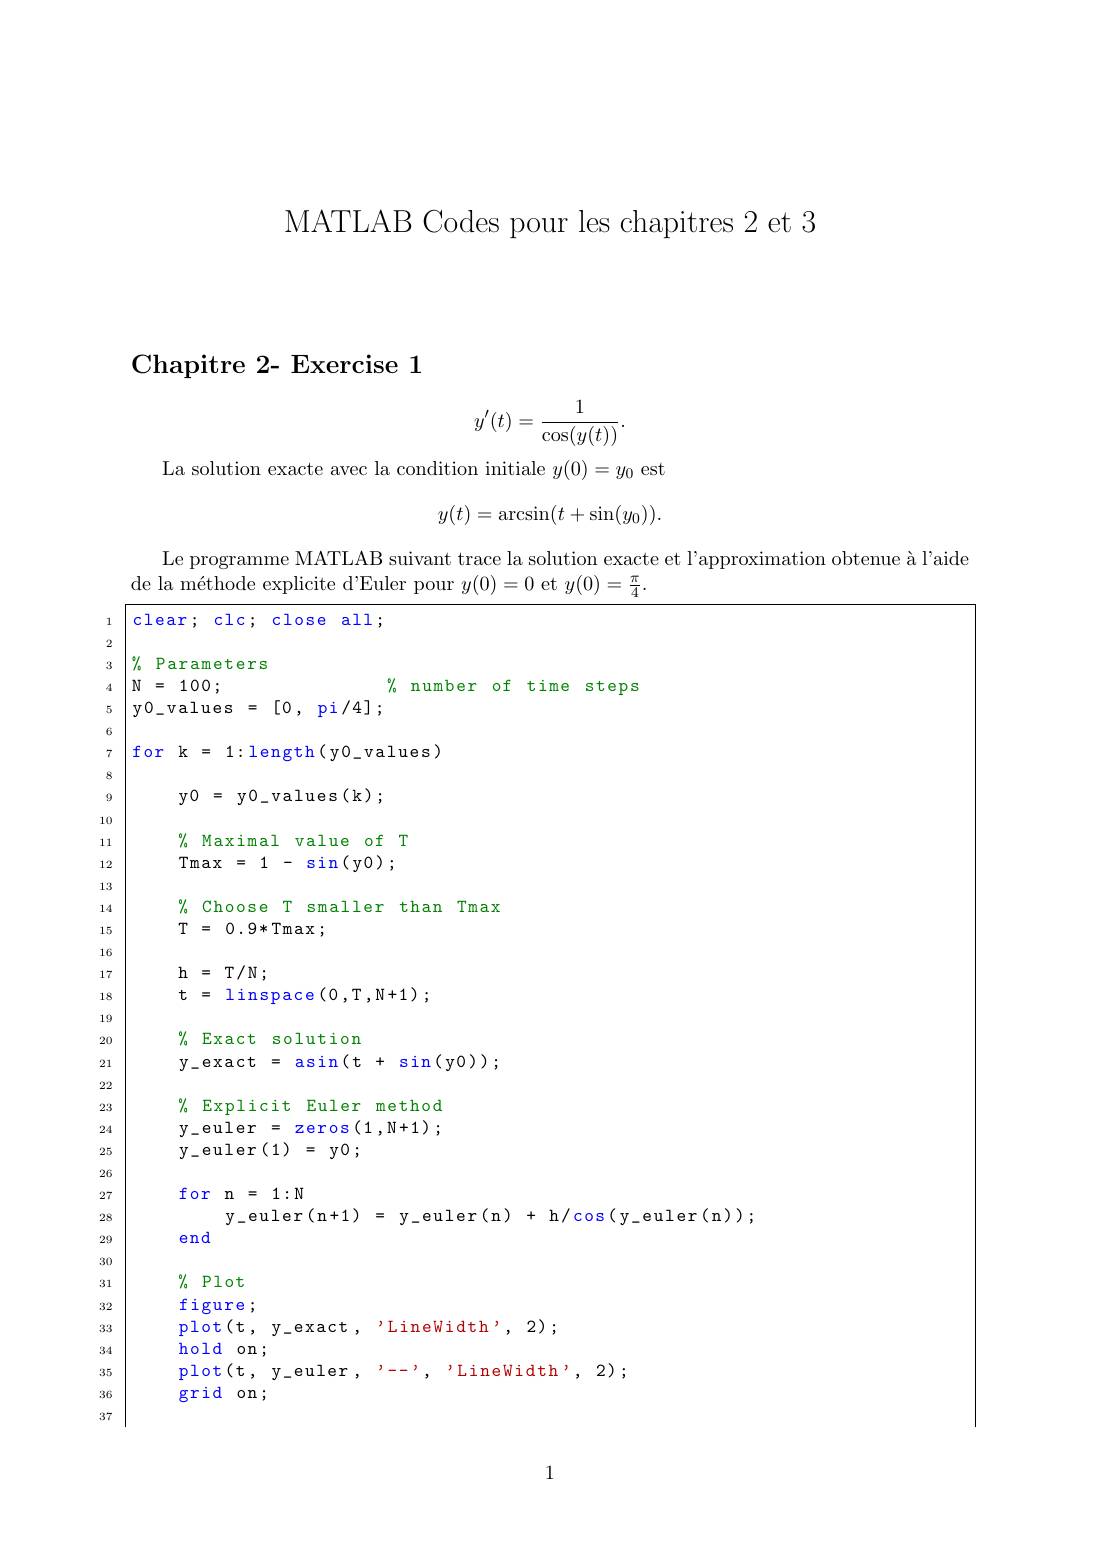 MATLAB Codes pour les chapitres 2 et 3
Chapitre 2- Exercise 1
y′(t) = 1/cos(y(t)).
La solution exacte avec la condition initiale y(0) = y₀ est
y(t) = arcsin(t + sin(y₀)).
Le programme MATLAB suivant trace la solution exacte et l'approximation obtenue à l'aide
de la méthode explicite d'Euler pour y(0) = 0 et y(0) = π/4.
1 clear; clc; close all;
2
3 % Parameters
4 N = 100; % number of time steps
5 y0_values = [0, pi/4];
6
7 for k = 1:length(y0_values)
8
9 y0 = y0_values(k);
10
11 % Maximal value of T
12 Tmax = 1 - sin(y0);
13
14 % Choose T smaller than Tmax
15 T = 0.9*Tmax;
16
17 h = T/N;
18 t = linspace(0,T,N+1);
19
20 % Exact solution
21 y_exact = asin(t + sin(y0));
22
23 % Explicit Euler method
24 y_euler = zeros(1,N+1);
25 y_euler(1) = y0;
26
27 for n = 1:N
28 y_euler(n+1) = y_euler(n) + h/cos(y_euler(n));
29 end
30
31 % Plot
32 figure;
33 plot(t, y_exact, 'LineWidth', 2);
34 hold on;
35 plot(t, y_euler, '--', 'LineWidth', 2);
36 grid on;
37
1